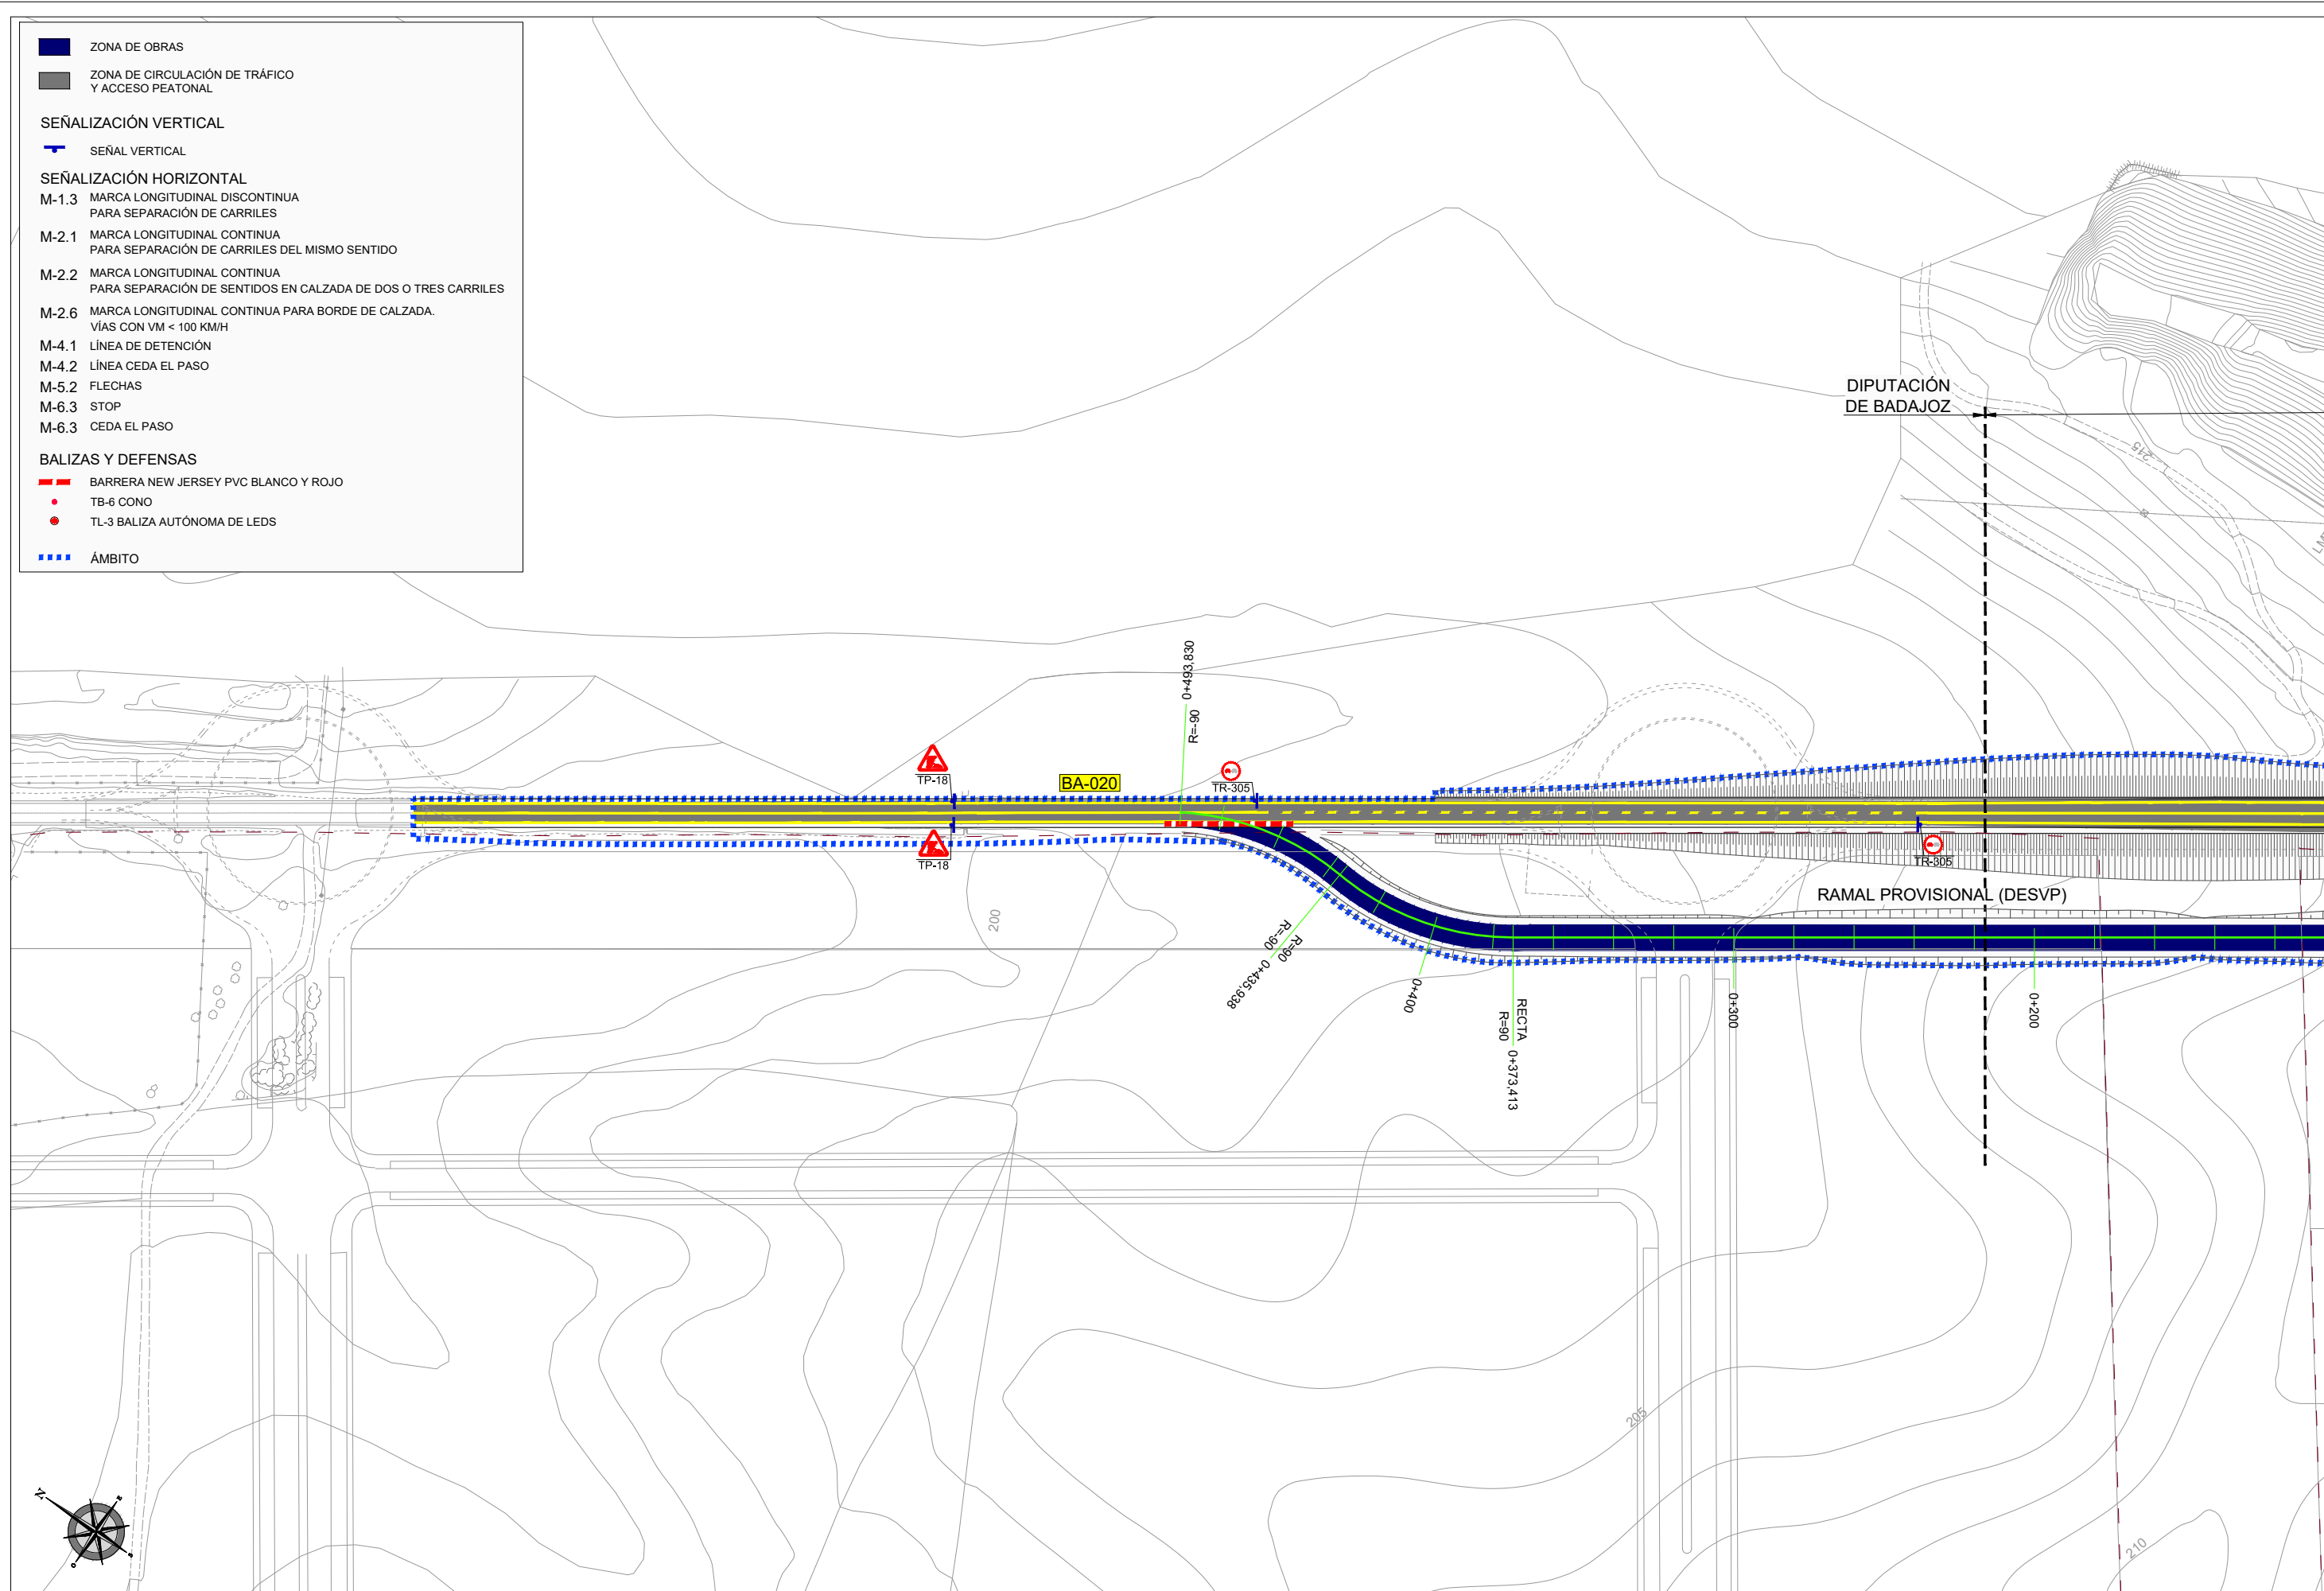 ZONA DE OBRAS
ZONA DE CIRCULACIÓN DE TRÁFICO
Y ACCESO PEATONAL
SEÑALIZACIÓN VERTICAL
SEÑAL VERTICAL
SEÑALIZACIÓN HORIZONTAL
M-1.3 MARCA LONGITUDINAL DISCONTINUA
PARA SEPARACIÓN DE CARRILES
M-2.1 MARCA LONGITUDINAL CONTINUA
PARA SEPARACIÓN DE CARRILES DEL MISMO SENTIDO
M-2.2 MARCA LONGITUDINAL CONTINUA
PARA SEPARACIÓN DE SENTIDOS EN CALZADA DE DOS O TRES CARRILES
M-2.6 MARCA LONGITUDINAL CONTINUA PARA BORDE DE CALZADA.
VÍAS CON VM < 100 KM/H
M-4.1 LÍNEA DE DETENCIÓN
M-4.2 LÍNEA CEDA EL PASO
M-5.2 FLECHAS
M-6.3 STOP
M-6.3 CEDA EL PASO
BALIZAS Y DEFENSAS
BARRERA NEW JERSEY PVC BLANCO Y ROJO
TB-6 CONO
TL-3 BALIZA AUTÓNOMA DE LEDS
ÁMBITO
DIPUTACIÓN
DE BADAJOZ
215
0+493,830
R=-90
TP-18
BA-020
TR-305
TP-18
TR-305
RAMAL PROVISIONAL (DESVP)
200
R=-90
R=90
0+435,938
0+400
RECTA
R=90
0+373,413
0+300
0+200
205
210
N
E
S
O